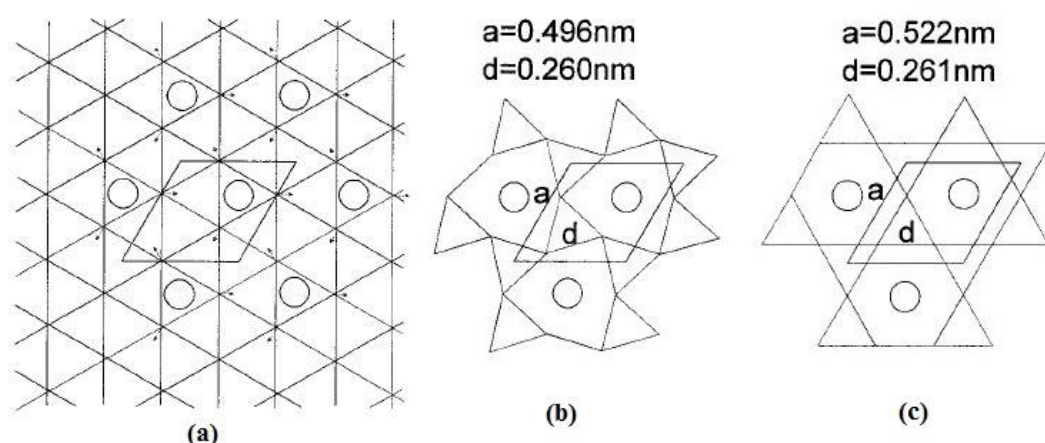 a=0.496nm
d=0.260nm
a=0.522nm
d=0.261nm
a
d
a
d
(a)
(b)
(c)